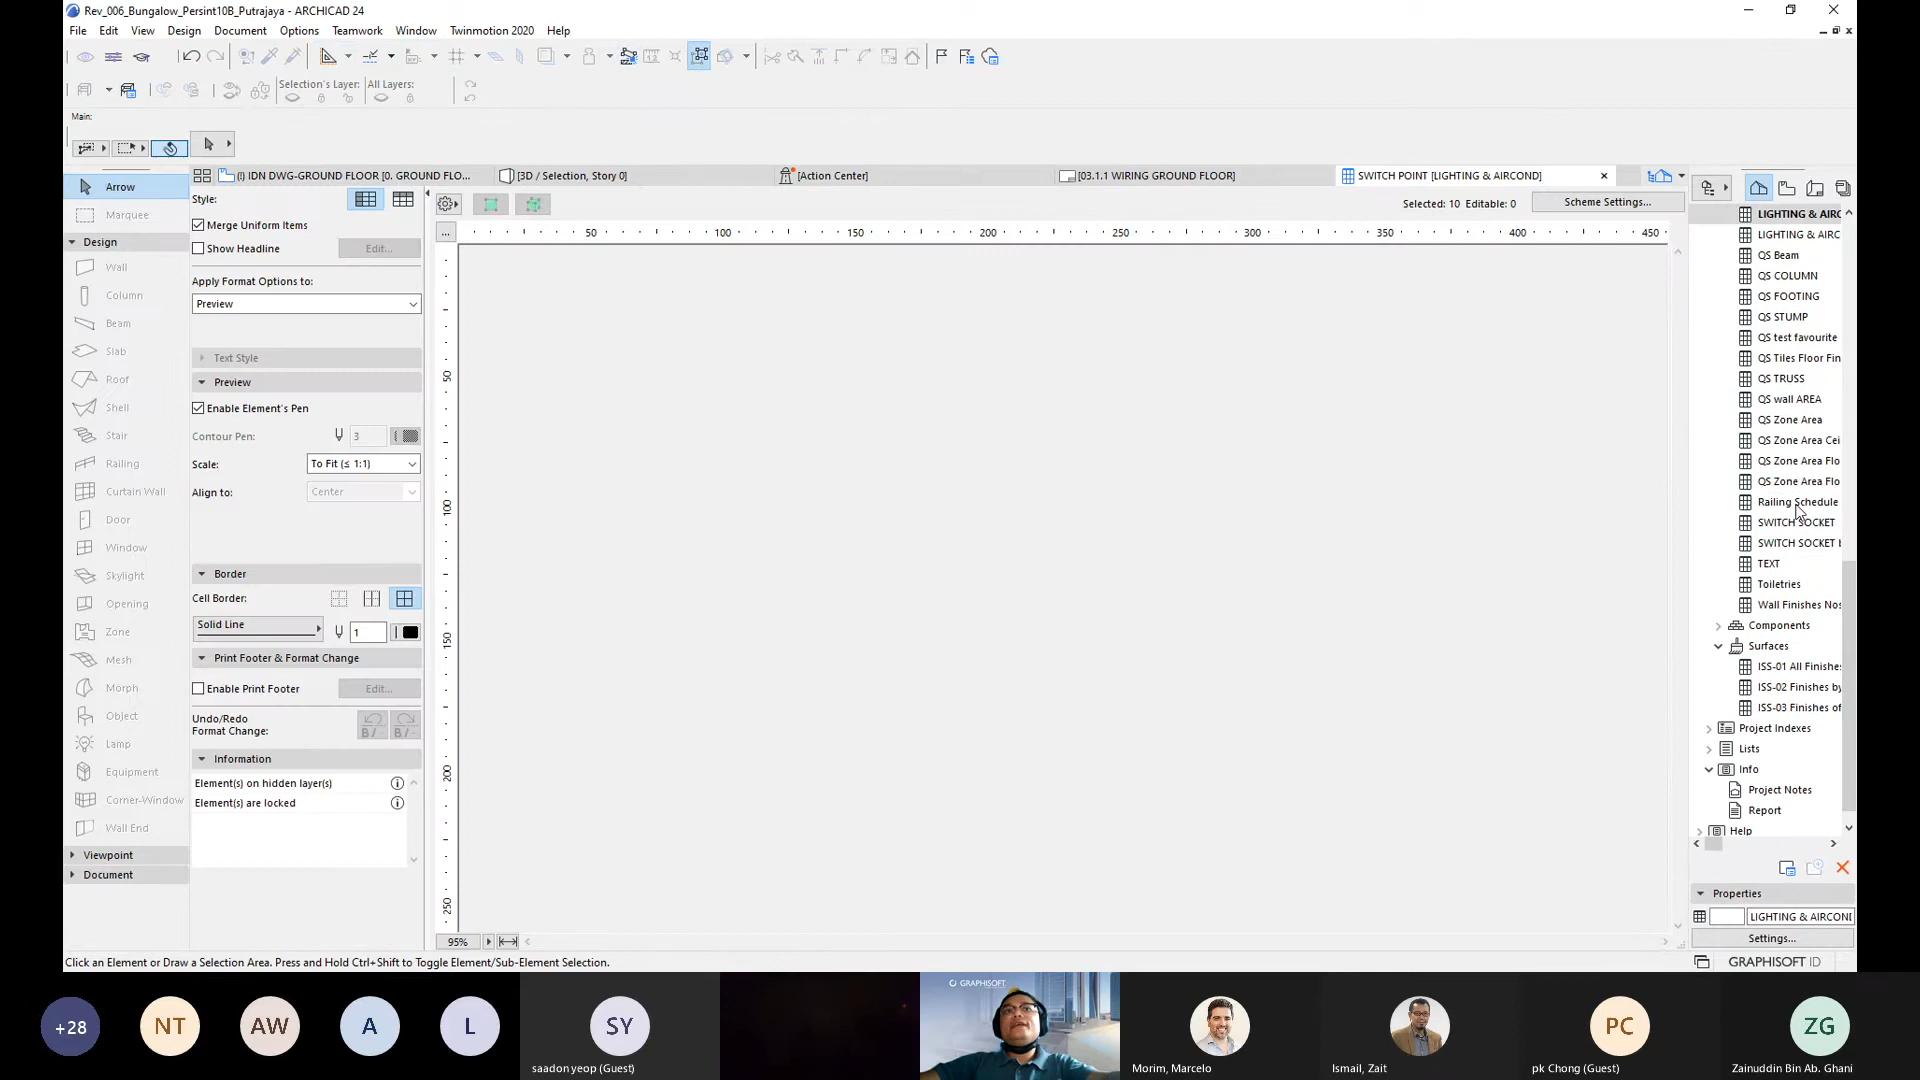 Rev_006_Bungalow_Persint10B_Putrajaya - ARCHICAD 24
File Edit View Design Document Options Teamwork Window Twinmotion 2020 Help
Selection's Layer: All Layers:
Main:
(!) IDN DWG-GROUND FLOOR [0. GROUND FLO... [3D / Selection, Story 0] [Action Center] [03.1.1 WIRING GROUND FLOOR] SWITCH POINT [LIGHTING & AIRCOND]
Selected: 10 Editable: 0 Scheme Settings...
50 100 150 200 250 300 350 400 450
50
100
150
200
250
95%
Arrow
Marquee
Design
Wall
Column
Beam
Slab
Roof
Shell
Stair
Railing
Curtain Wall
Door
Window
Skylight
Opening
Zone
Mesh
Morph
Object
Lamp
Equipment
Corner-Window
Wall End
Viewpoint
Document
Style:
Merge Uniform Items
Show Headline Edit...
Apply Format Options to:
Preview
Text Style
Preview
Enable Element's Pen
Contour Pen: 3
Scale: To Fit (≤ 1:1)
Align to: Center
Border
Cell Border:
Solid Line 1
Print Footer & Format Change
Enable Print Footer Edit...
Undo/Redo
Format Change:
B / B /
Information
Element(s) on hidden layer(s)
Element(s) are locked
LIGHTING & AIRC
LIGHTING & AIRC
QS Beam
QS COLUMN
QS FOOTING
QS STUMP
QS test favourite
QS Tiles Floor Fin
QS TRUSS
QS wall AREA
QS Zone Area
QS Zone Area Cei
QS Zone Area Flo
QS Zone Area Flo
Railing Schedule
SWITCH SOCKET
SWITCH SOCKET
TEXT
Toiletries
Wall Finishes Nos
Components
Surfaces
ISS-01 All Finishe
ISS-02 Finishes by
ISS-03 Finishes of
Project Indexes
Lists
Info
Project Notes
Report
Help
Properties
LIGHTING & AIRCOND
Settings...
Click an Element or Draw a Selection Area. Press and Hold Ctrl+Shift to Toggle Element/Sub-Element Selection.
GRAPHISOFT ID
+28 NT AW A L SY GRAPHISOFT PC ZG
saadon yeop (Guest) Morim, Marcelo Ismail, Zait pk Chong (Guest) Zainuddin Bin Ab. Ghani